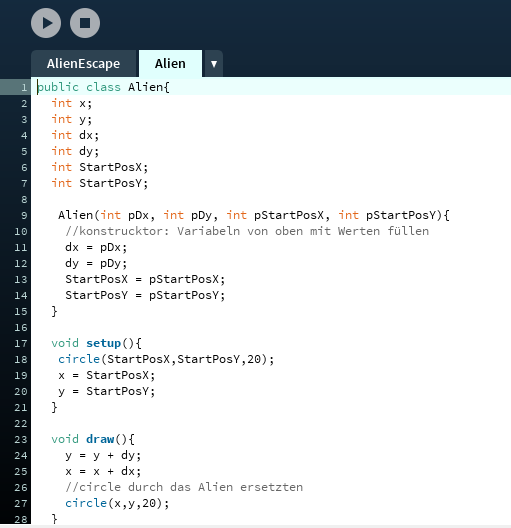 AlienEscape Alien ▼
1 public class Alien{
2 int x;
3 int y;
4 int dx;
5 int dy;
6 int StartPosX;
7 int StartPosY;
8
9 Alien(int pDx, int pDy, int pStartPosX, int pStartPosY){
10 //konstrucktor: Variabeln von oben mit Werten füllen
11 dx = pDx;
12 dy = pDy;
13 StartPosX = pStartPosX;
14 StartPosY = pStartPosY;
15 }
16
17 void setup(){
18 circle(StartPosX,StartPosY,20);
19 x = StartPosX;
20 y = StartPosY;
21 }
22
23 void draw(){
24 y = y + dy;
25 x = x + dx;
26 //circle durch das Alien ersetzten
27 circle(x,y,20);
28 }